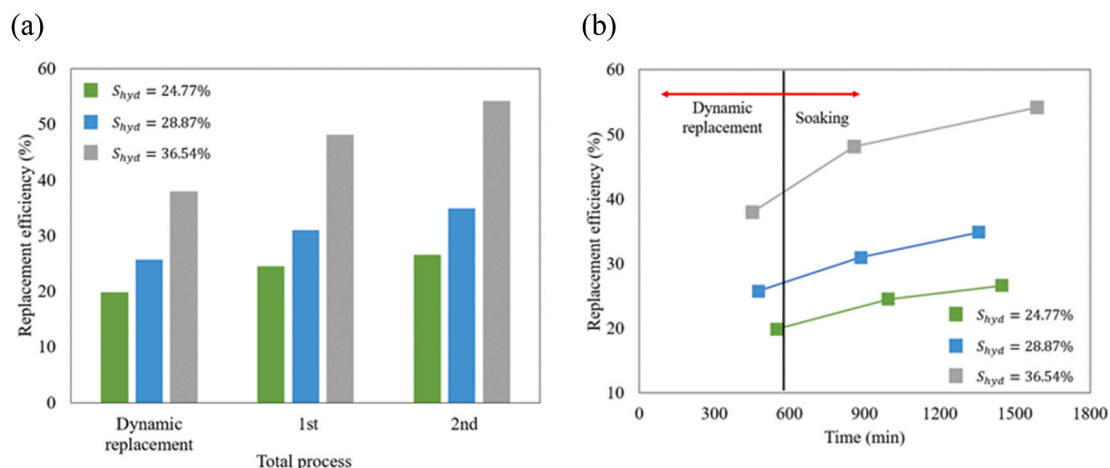 (a)
60
50
40
30
20
10
0
Replacement efficiency (%)
S_hyd = 24.77%
S_hyd = 28.87%
S_hyd = 36.54%
Dynamic
replacement
1st
2nd
Total process
(b)
60
50
40
30
20
10
Replacement efficiency (%)
Dynamic
replacement
Soaking
S_hyd = 24.77%
S_hyd = 28.87%
S_hyd = 36.54%
0 300 600 900 1200 1500 1800
Time (min)